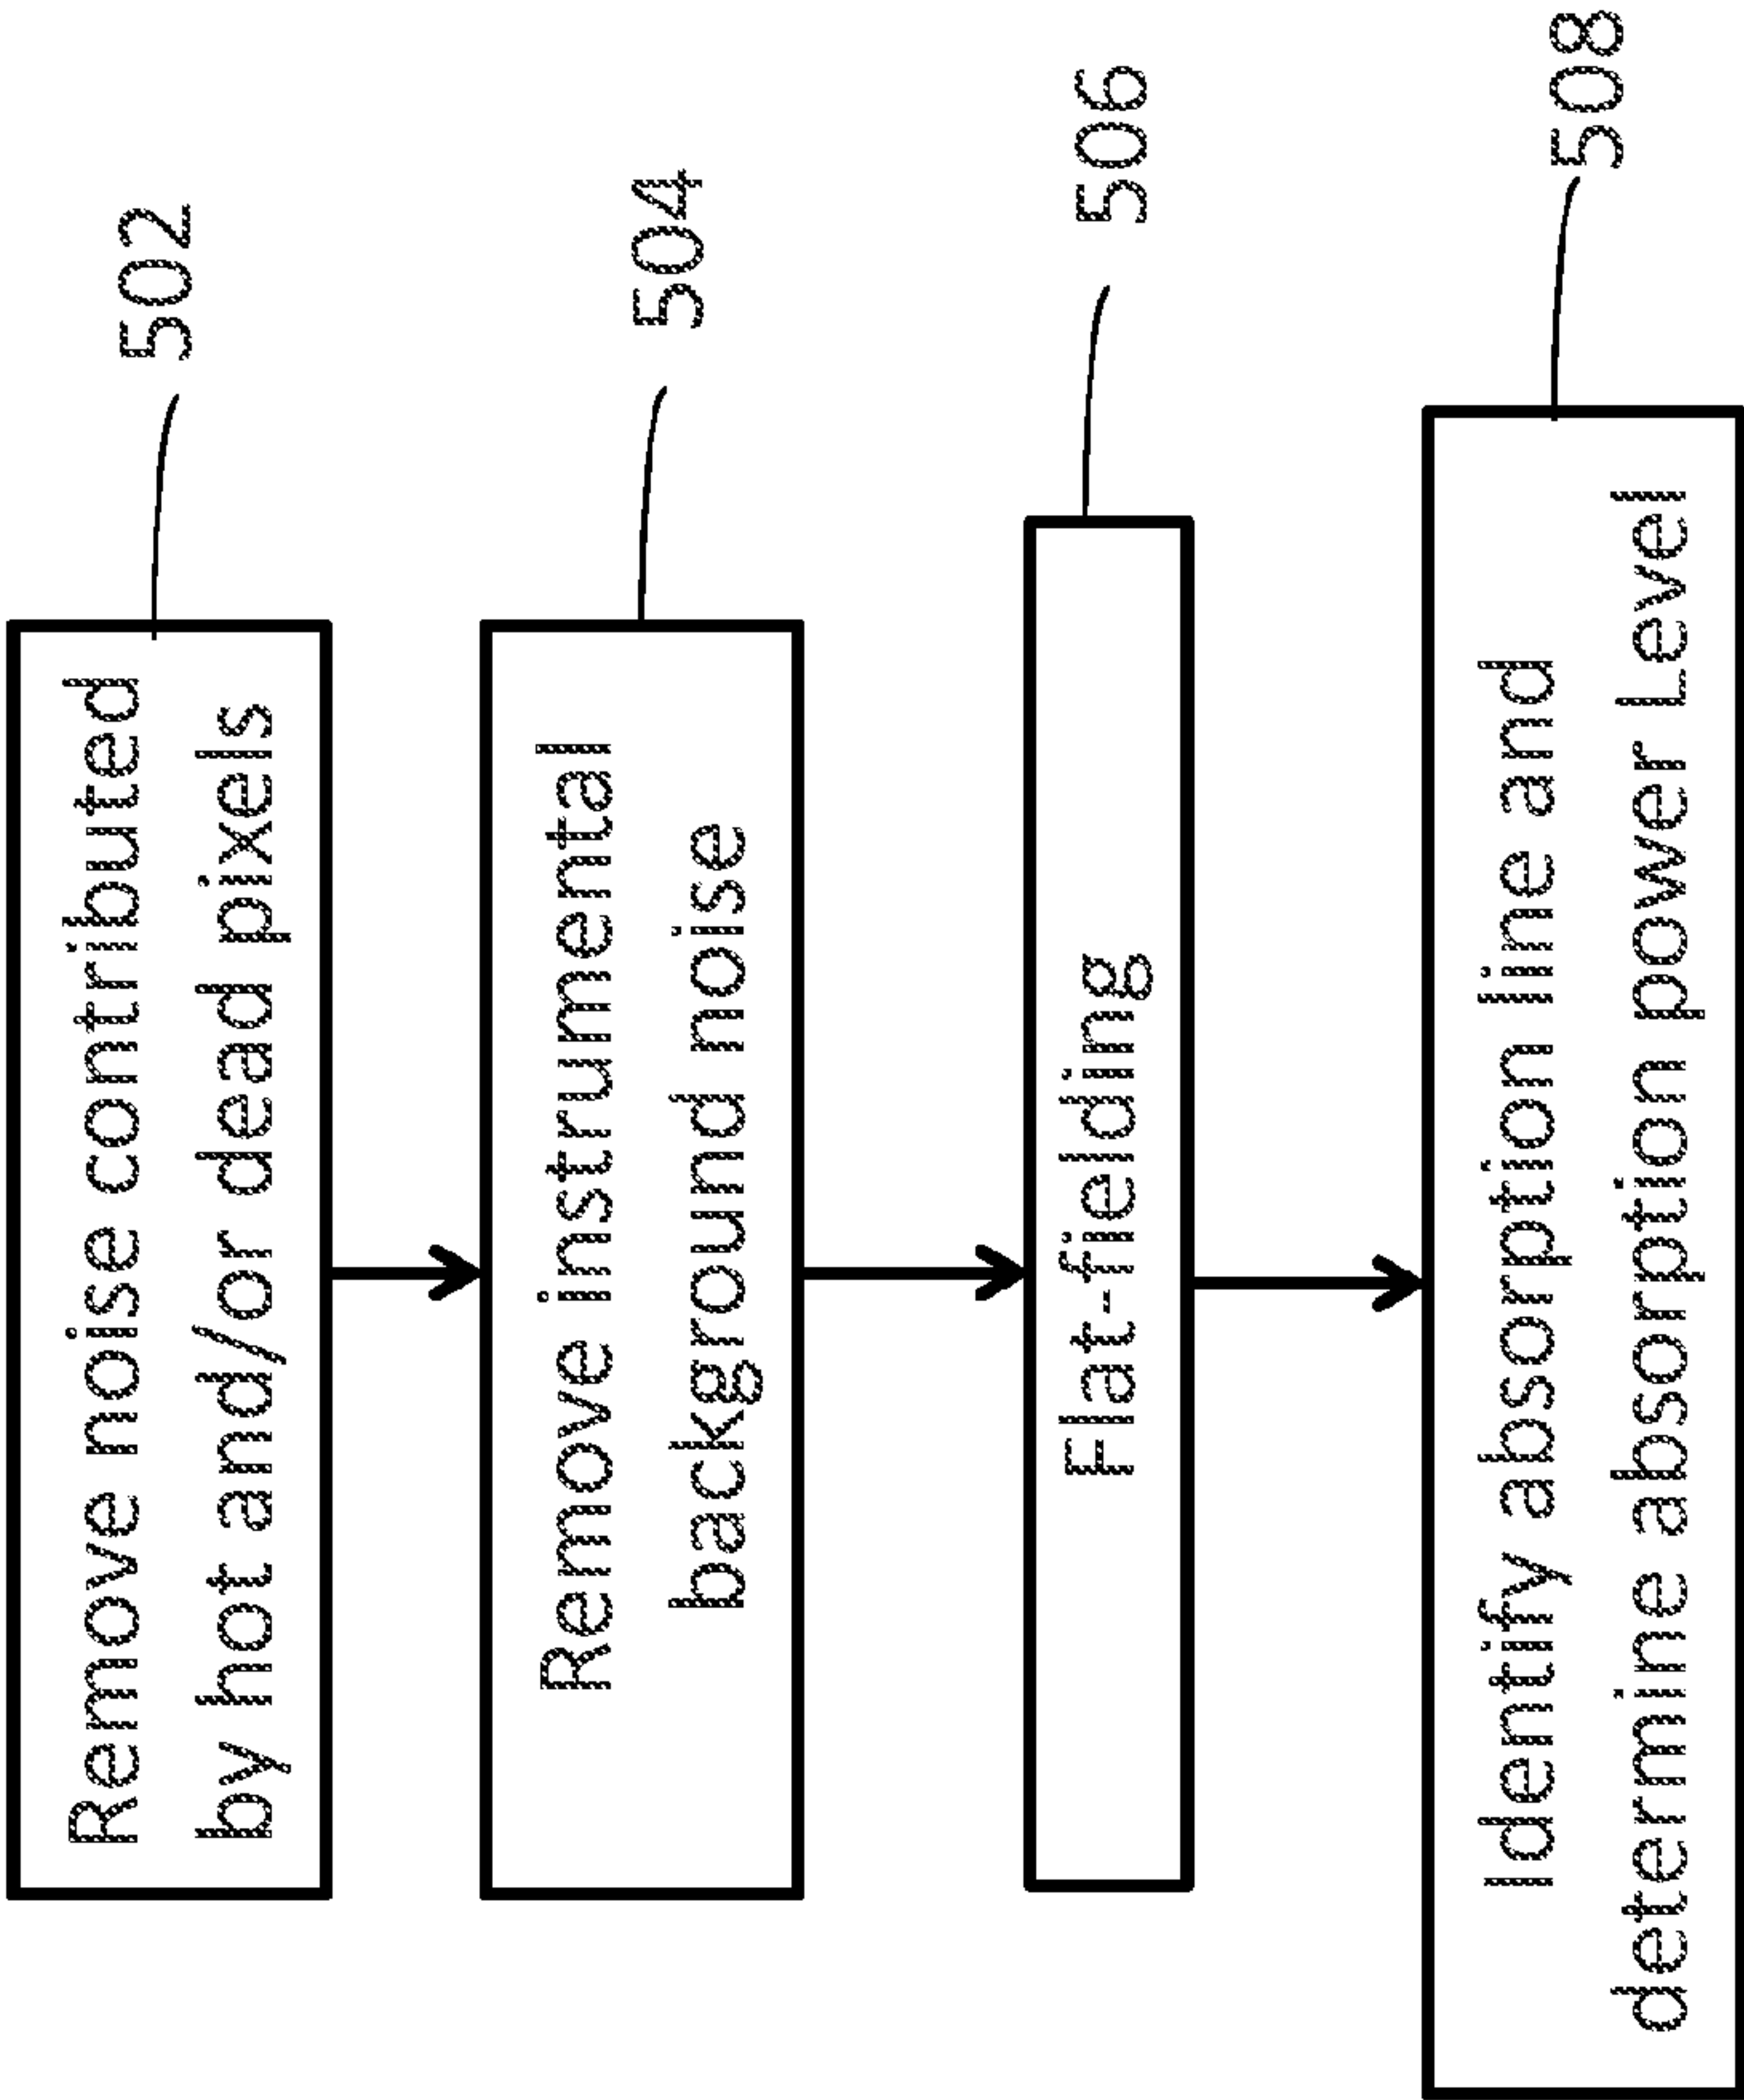 Remove noise contributed
by hot and/or dead pixels
502
Remove instrumental
background noise
504
Flat-fielding
506
Identify absorption line and
determine absorption power Level
508